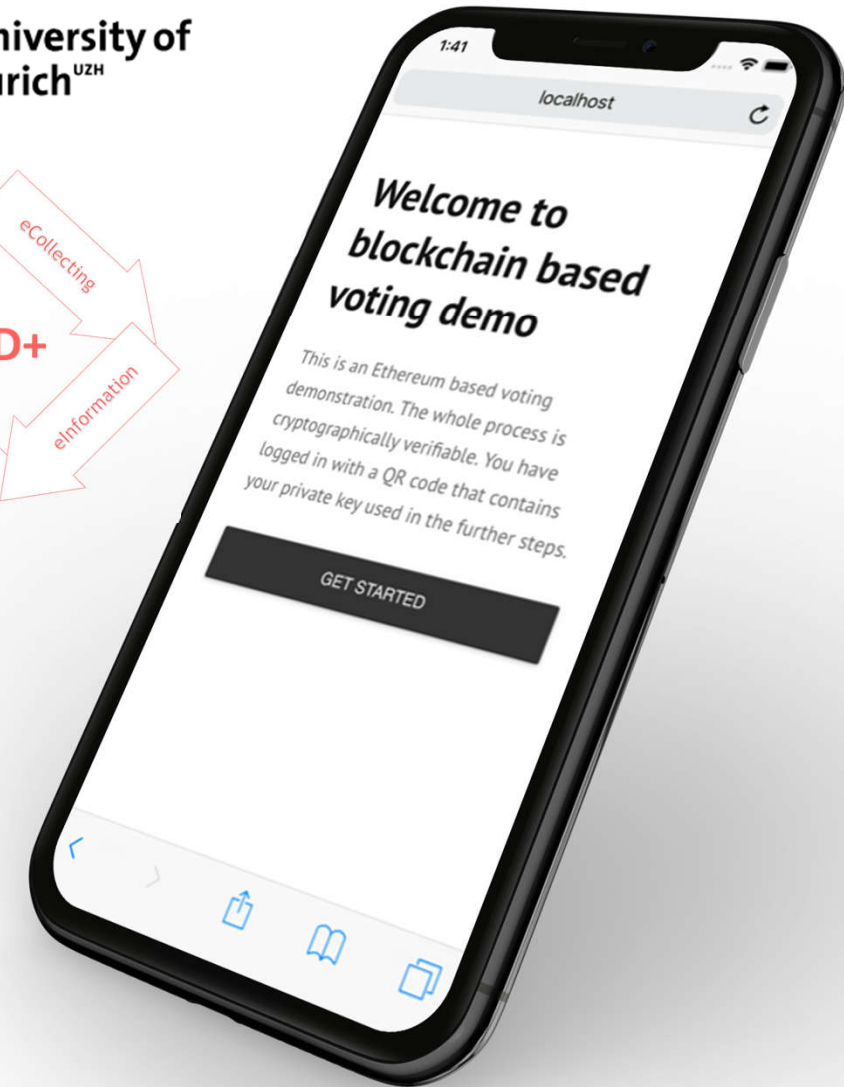 niversity of
urich UZH
eCollecting
D+
eInformation
1:41
localhost
Welcome to
blockchain based
voting demo
This is an Ethereum based voting
demonstration. The whole process is
cryptographically verifiable. You have
logged in with a QR code that contains
your private key used in the further steps.
GET STARTED